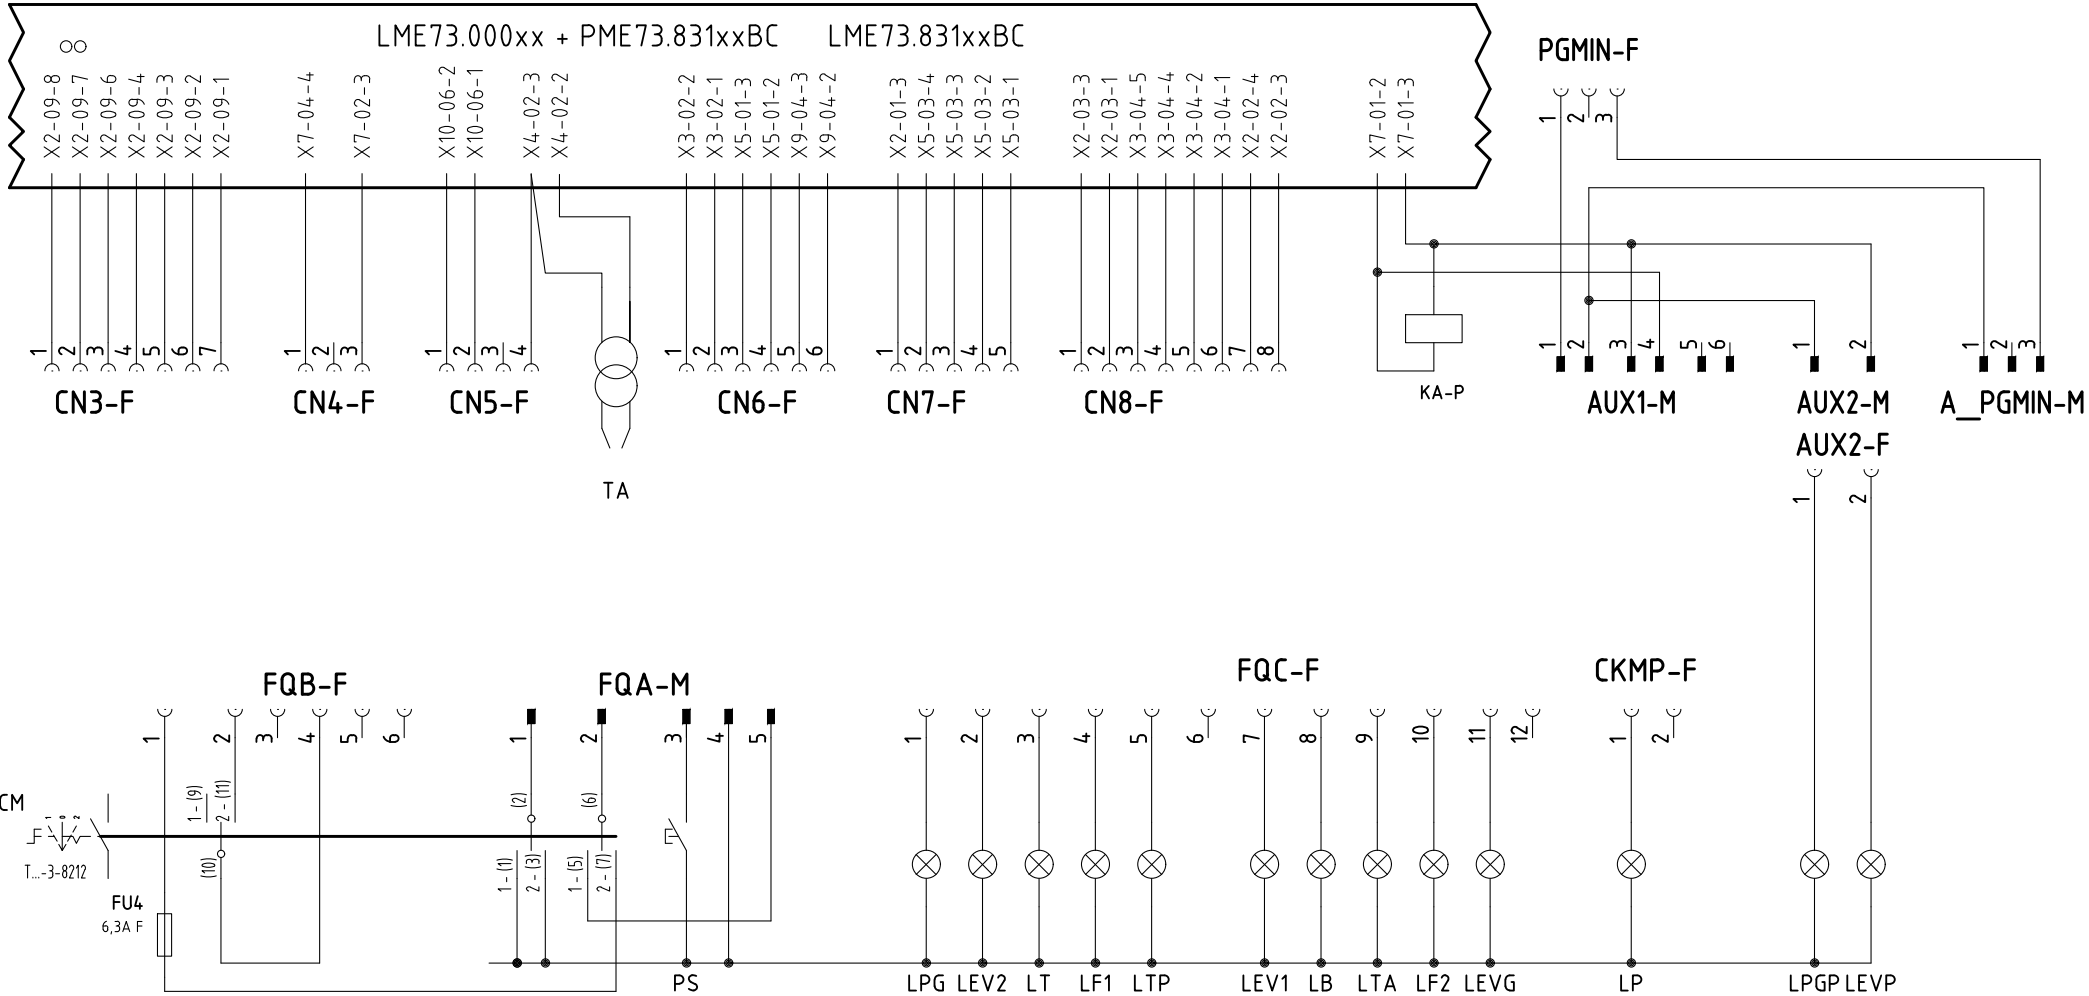 LME73.000xx + PME73.831xxBC LME73.831xxBC
PGMIN-F
1 2 3
X2-09-8 X2-09-7 X2-09-6 X2-09-4 X2-09-3 X2-09-2 X2-09-1
X7-04-4 X7-02-3
X10-06-2 X10-06-1 X4-02-3 X4-02-2
X3-02-2 X3-02-1 X5-01-3 X5-01-2 X9-04-3 X9-04-2
X2-01-3 X5-03-4 X5-03-3 X5-03-2 X5-03-1
X2-03-3 X2-03-1 X3-04-5 X3-04-4 X3-04-2 X3-04-1 X2-02-4 X2-02-3
X7-01-2 X7-01-3
1 2 3 4 5 6 7
CN3-F
1 2 3
CN4-F
1 2 3 4
CN5-F
TA
1 2 3 4 5 6
CN6-F
1 2 3 4 5
CN7-F
1 2 3 4 5 6 7 8
CN8-F
KA-P
1 2 3 4 5 6
AUX1-M
1 2
AUX2-M
1 2 3
A_PGMIN-M
AUX2-F
1 2
FQB-F
1 2 3 4 5 6
FQA-M
1 2 3 4 5
FQC-F
1 2 3 4 5 6 7 8 9 10 11 12
CKMP-F
1 2
CM
1 0 2
T...-3-8212
1 - (9)
2 - (11)
(10)
(2)
(6)
1 - (1)
2 - (3)
1 - (5)
2 - (7)
FU4
6,3A F
PS LPG LEV2 LT LF1 LTP LEV1 LB LTA LF2 LEVG LP LPGP LEVP